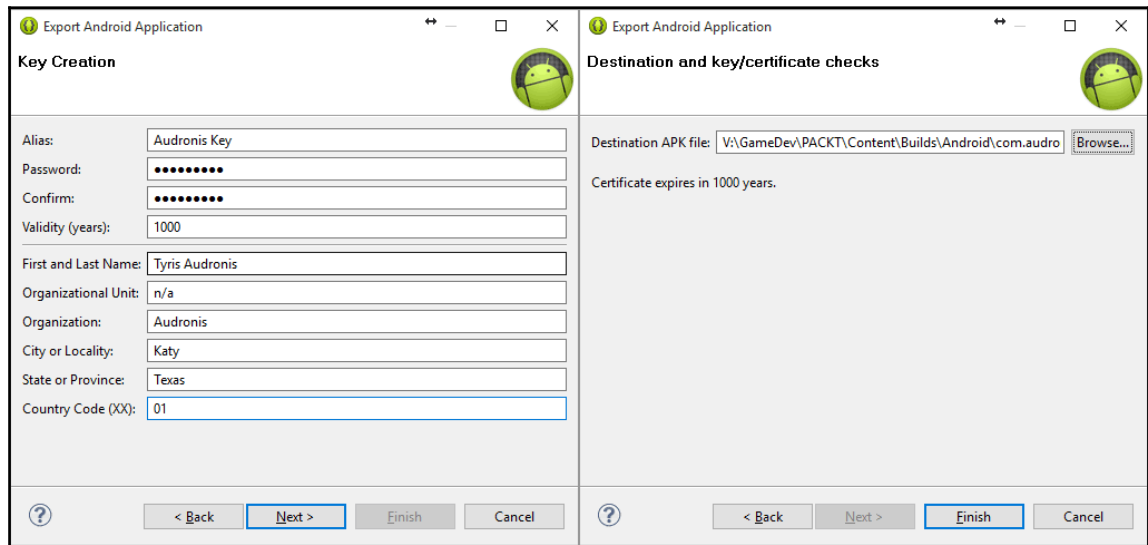 Export Android Application
Key Creation
Alias: Audronis Key
Password: •••••••••
Confirm: •••••••••
Validity (years): 1000
First and Last Name: Tyris Audronis
Organizational Unit: n/a
Organization: Audronis
City or Locality: Katy
State or Province: Texas
Country Code (XX): 01
? < Back Next > Finish Cancel
Export Android Application
Destination and key/certificate checks
Destination APK file: V:\GameDev\PACKT\Content\Builds\Android\com.audro Browse...
Certificate expires in 1000 years.
? < Back Next > Finish Cancel